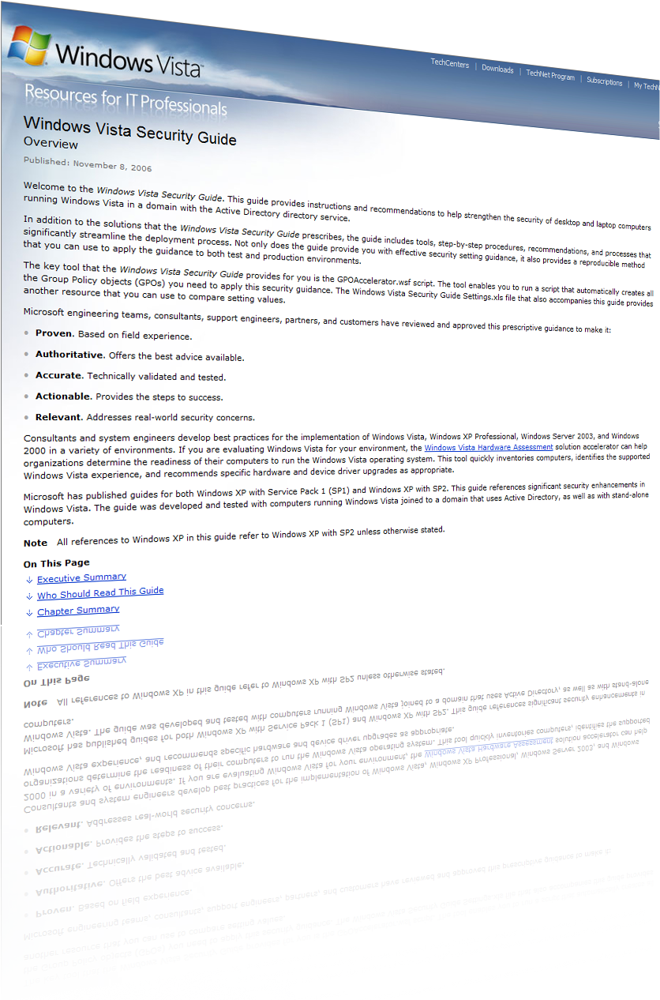 Windows Vista™
TechCenters | Downloads | TechNet Program | Subscriptions | My TechN
Resources for IT Professionals
Windows Vista Security Guide
Overview
Published: November 8, 2006
Welcome to the Windows Vista Security Guide. This guide provides instructions and recommendations to help strengthen the security of desktop and laptop computers
running Windows Vista in a domain with the Active Directory directory service.
In addition to the solutions that the Windows Vista Security Guide prescribes, the guide includes tools, step-by-step procedures, recommendations, and processes that
significantly streamline the deployment process. Not only does the guide provide you with effective security setting guidance, it also provides a reproducible method
that you can use to apply the guidance to both test and production environments.
The key tool that the Windows Vista Security Guide provides for you is the GPOAccelerator.wsf script. The tool enables you to run a script that automatically creates all
the Group Policy objects (GPOs) you need to apply this security guidance. The Windows Vista Security Guide Settings.xls file that also accompanies this guide provides
another resource that you can use to compare setting values.
Microsoft engineering teams, consultants, support engineers, partners, and customers have reviewed and approved this prescriptive guidance to make it:
• Proven. Based on field experience.
• Authoritative. Offers the best advice available.
• Accurate. Technically validated and tested.
• Actionable. Provides the steps to success.
• Relevant. Addresses real-world security concerns.
Consultants and system engineers develop best practices for the implementation of Windows Vista, Windows XP Professional, Windows Server 2003, and Windows
2000 in a variety of environments. If you are evaluating Windows Vista for your environment, the Windows Vista Hardware Assessment solution accelerator can help
organizations determine the readiness of their computers to run the Windows Vista operating system. This tool quickly inventories computers, identifies the supported
Windows Vista experience, and recommends specific hardware and device driver upgrades as appropriate.
Microsoft has published guides for both Windows XP with Service Pack 1 (SP1) and Windows XP with SP2. This guide references significant security enhancements in
Windows Vista. The guide was developed and tested with computers running Windows Vista joined to a domain that uses Active Directory, as well as with stand-alone
computers.
Note All references to Windows XP in this guide refer to Windows XP with SP2 unless otherwise stated.
On This Page
↓ Executive Summary
↓ Who Should Read This Guide
↓ Chapter Summary